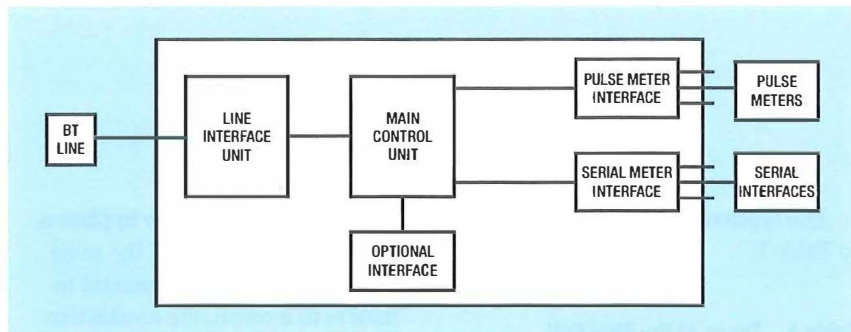 BT
LINE
LINE
INTERFACE
UNIT
MAIN
CONTROL
UNIT
OPTIONAL
INTERFACE
PULSE METER
INTERFACE
PULSE
METERS
SERIAL METER
INTERFACE
SERIAL
INTERFACES